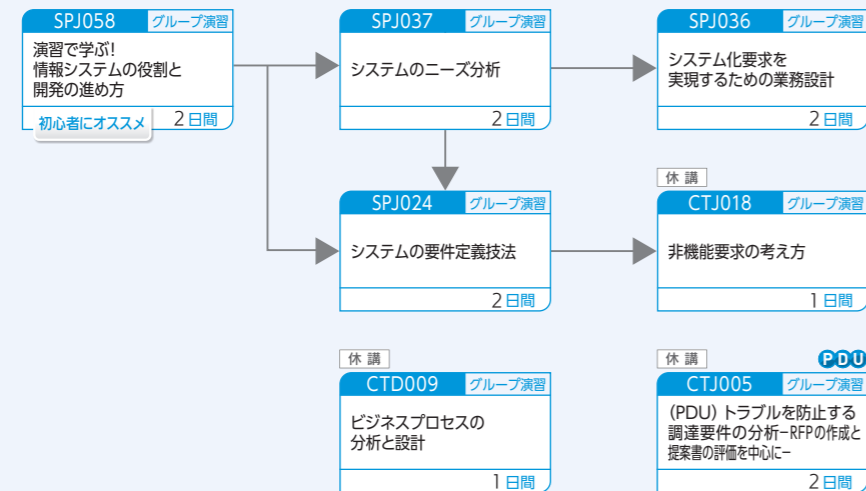 SPJ058 グループ演習
演習で学ぶ!
情報システムの役割と
開発の進め方
初心者にオススメ 2日間
SPJ037 グループ演習
システムのニーズ分析
2日間
SPJ036 グループ演習
システム化要求を
実現するための業務設計
2日間
SPJ024 グループ演習
システムの要件定義技法
2日間
休講
CTJ018 グループ演習
非機能要求の考え方
1日間
休講
CTD009 グループ演習
ビジネスプロセスの
分析と設計
1日間
休講 PDU
CTJ005 グループ演習
(PDU)トラブルを防止する
調達要件の分析−RFPの作成と
提案書の評価を中心に−
2日間